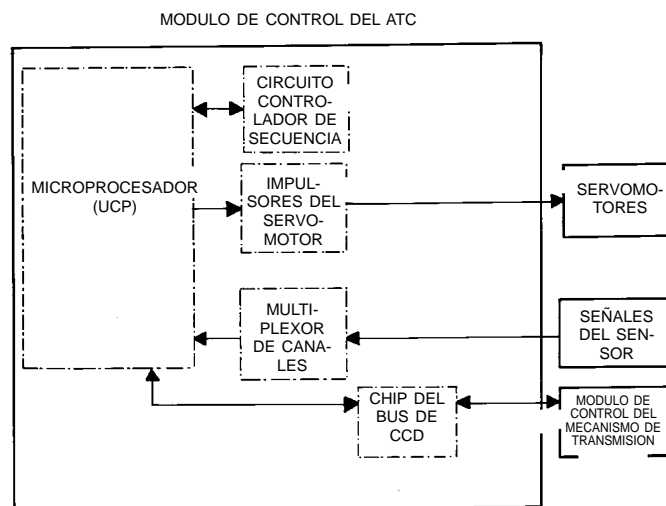 MODULO DE CONTROL DEL ATC
CIRCUITO
CONTRO-
LADOR DE
SECUENCIA
MICROPROCESADOR
(UCP)
IMPUL-
SORES DEL
SERVO-
MOTOR
SERVOMO-
TORES
MULTI-
PLEXOR
DE CANA-
LES
SEÑALES
DEL SEN-
SOR
CHIP DEL
BUS DE
CCD
MODULO DE
CONTROL DEL
MECANISMO DE
TRANSMISION